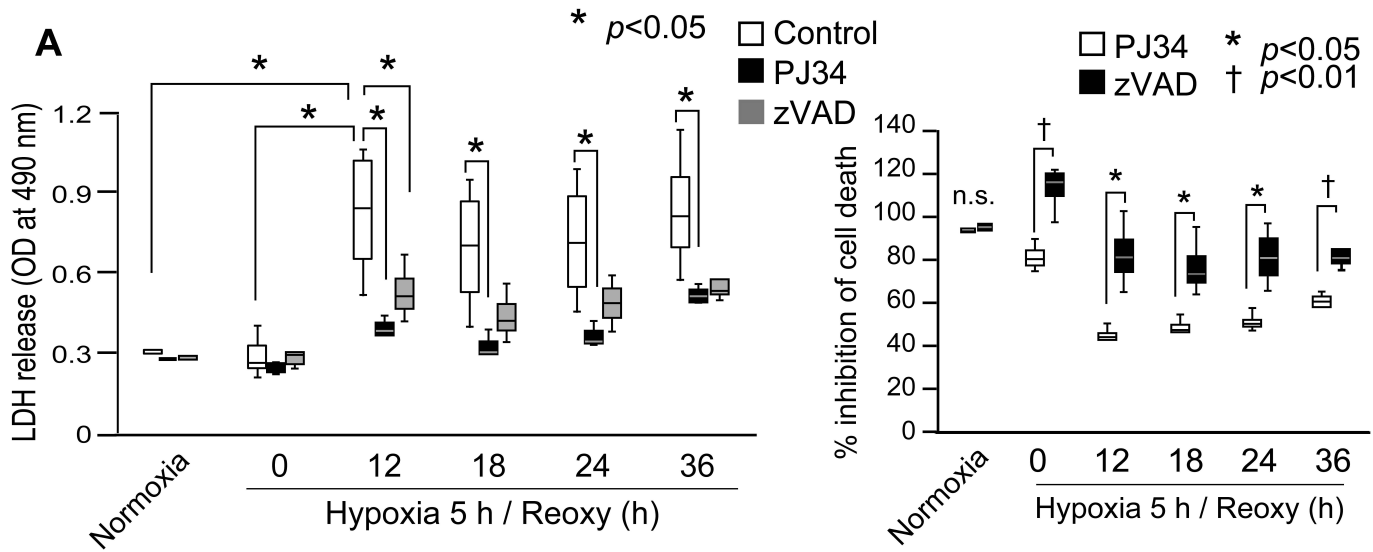 A
* p<0.05
Control
PJ34
zVAD
LDH release (OD at 490 nm)
1.2
0.9
0.6
0.3
0
* * * * * * *
Normoxia 0 12 18 24 36
Hypoxia 5 h / Reoxy (h)
PJ34 * p<0.05
zVAD † p<0.01
% inhibition of cell death
140
120
100
80
60
40
20
0
n.s. † * * * †
Normoxia 0 12 18 24 36
Hypoxia 5 h / Reoxy (h)